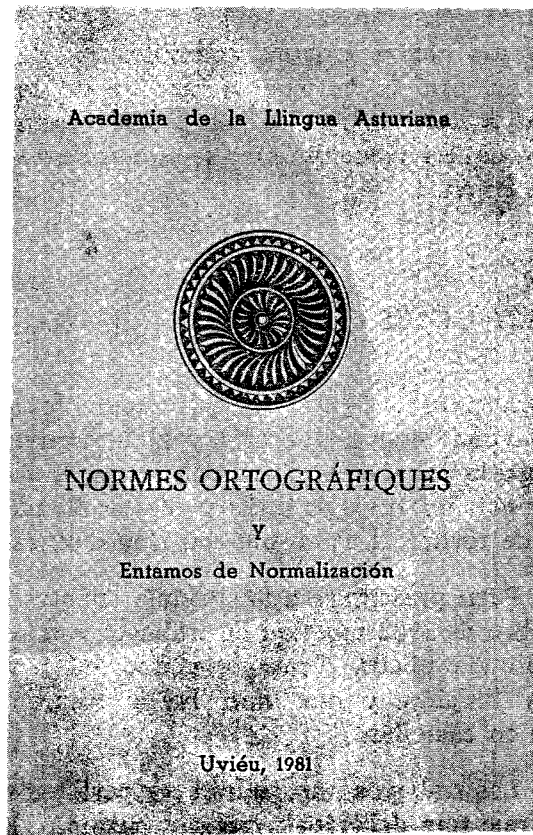 Academia de la Llingua Asturiana
NORMES ORTOGRÁFIQUES
Y
Entamos de Normalización
Uviéu, 1981